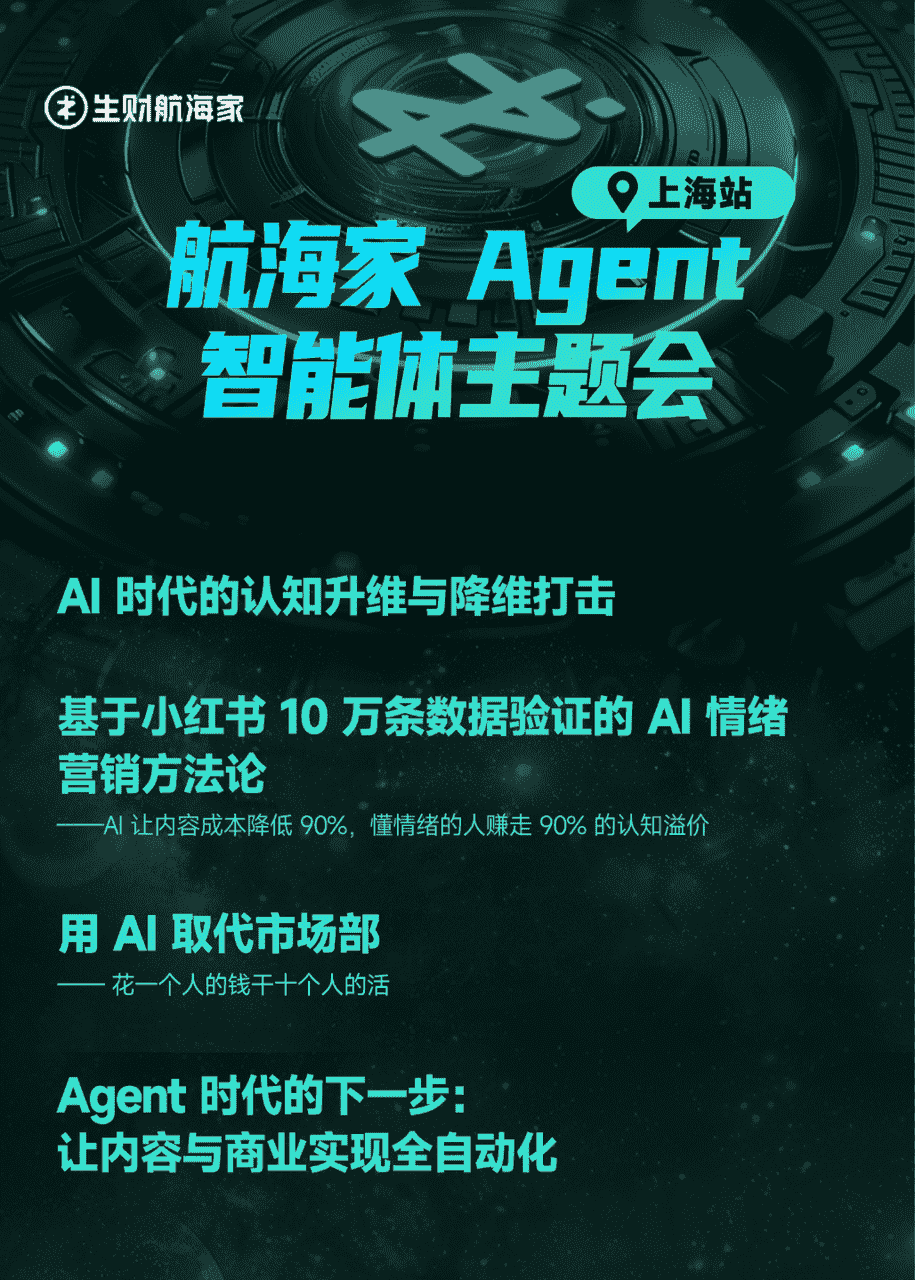 生财航海家
上海站
航海家 Agent
智能体主题会
AI 时代的认知升维与降维打击
基于小红书 10 万条数据验证的 AI 情绪
营销方法论
——AI 让内容成本降低 90%，懂情绪的人赚走 90% 的认知溢价
用 AI 取代市场部
—— 花一个人的钱干十个人的活
Agent 时代的下一步：
让内容与商业实现全自动化